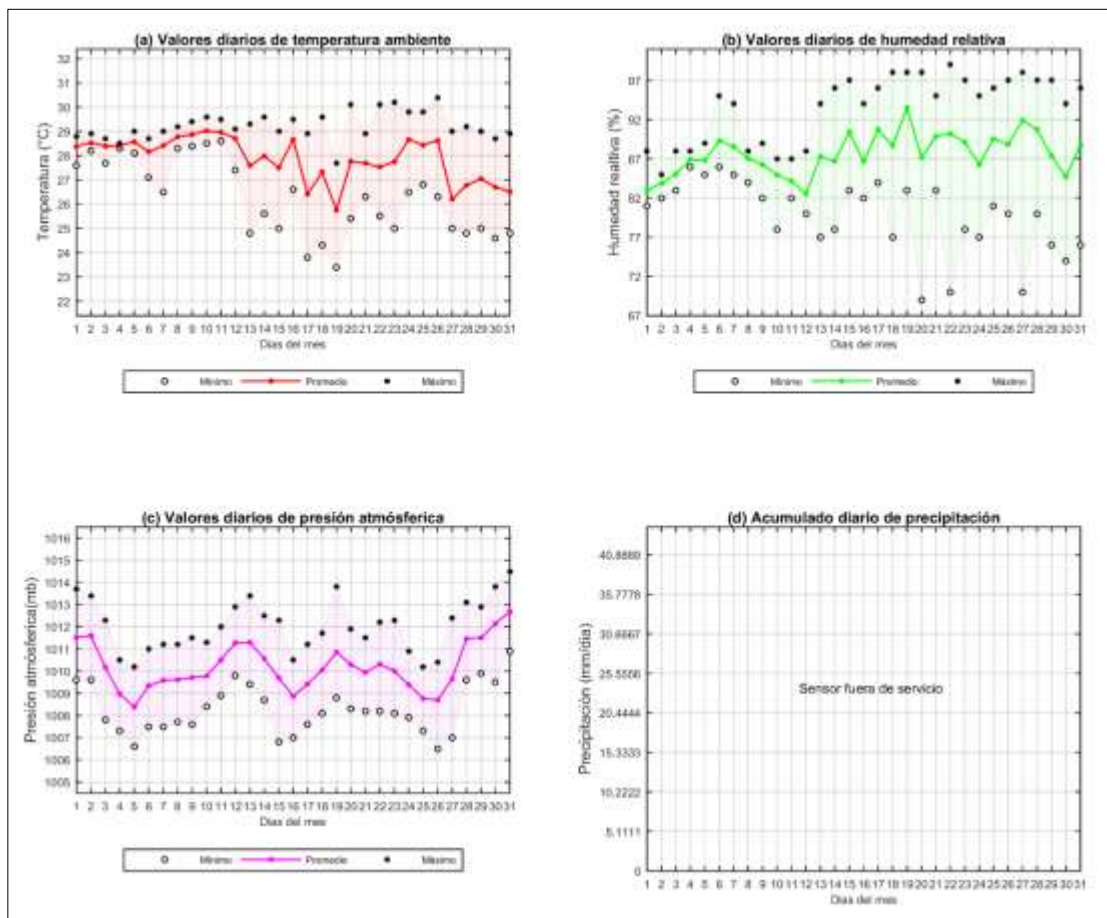 (a) Valores diarios de temperatura ambiente
32
31
30
29
28
27
26
25
24
23
22
Temperatura (°C)
1 2 3 4 5 6 7 8 9 10 11 12 13 14 15 16 17 18 19 20 21 22 23 24 25 26 27 28 29 30 31
Dias del mes
Mínimo Promedio Máximo
(b) Valores diarios de humedad relativa
97
92
87
82
77
72
67
Humedad realtiva (%)
1 2 3 4 5 6 7 8 9 10 11 12 13 14 15 16 17 18 19 20 21 22 23 24 25 26 27 28 29 30 31
Dias del mes
Mínimo Promedio Máximo
(c) Valores diarios de presión atmósferica
1016
1015
1014
1013
1012
1011
1010
1009
1008
1007
1006
1005
Presión atmósferica(mb)
1 2 3 4 5 6 7 8 9 10 11 12 13 14 15 16 17 18 19 20 21 22 23 24 25 26 27 28 29 30 31
Dias del mes
Mínimo Promedio Máximo
(d) Acumulado diario de precipitación
40.8889
35.7778
30.6667
25.5556
20.4444
15.3333
10.2222
5.1111
0
Precipitación (mm/dia)
Sensor fuera de servicio
1 2 3 4 5 6 7 8 9 10 11 12 13 14 15 16 17 18 19 20 21 22 23 24 25 26 27 28 29 30 31
Dias del mes